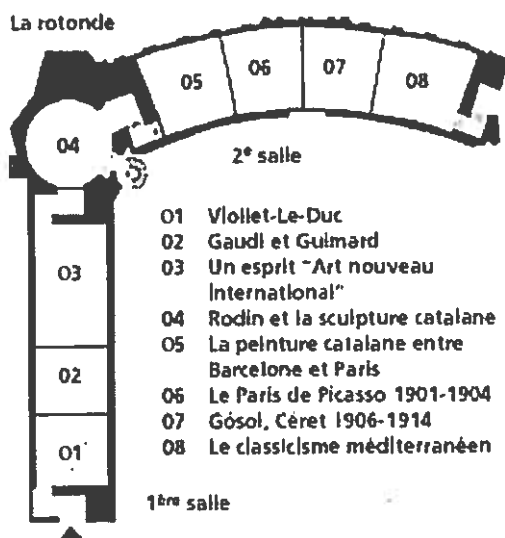 La rotonde
05
06
07
08
04
2e salle
03
02
01
1ère salle
01 Viollet-Le-Duc
02 Gaudi et Guimard
03 Un esprit "Art nouveau
International"
04 Rodin et la sculpture catalane
05 La peinture catalane entre
Barcelone et Paris
06 Le Paris de Picasso 1901-1904
07 Gósol, Céret 1906-1914
08 Le classicisme méditerranéen